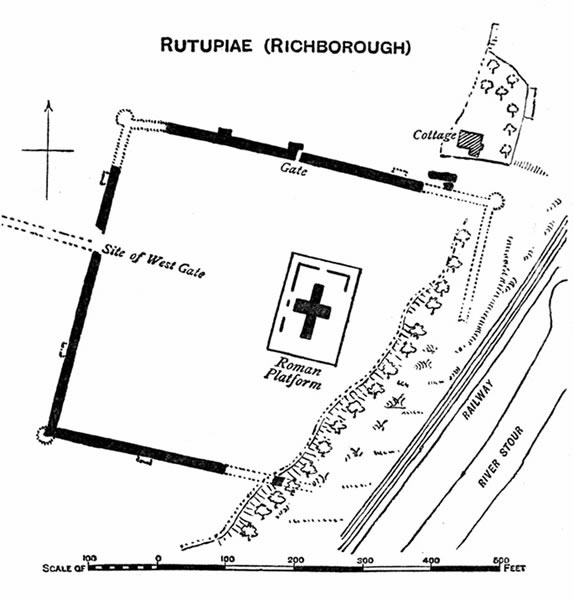 RUTUPIAE (RICHBOROUGH)
Cottage
Gate
Site of West Gate
Roman
Platform
RAILWAY
RIVER STOUR
100 0 100 200 300 400 500
SCALE OF FEET